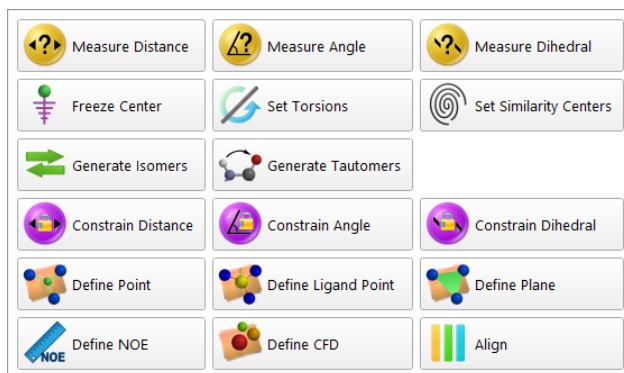 Measure Distance
Measure Angle
Measure Dihedral
Freeze Center
Set Torsions
Set Similarity Centers
Generate Isomers
Generate Tautomers
Constrain Distance
Constrain Angle
Constrain Dihedral
Define Point
Define Ligand Point
Define Plane
NOE
Define NOE
Define CFD
Align